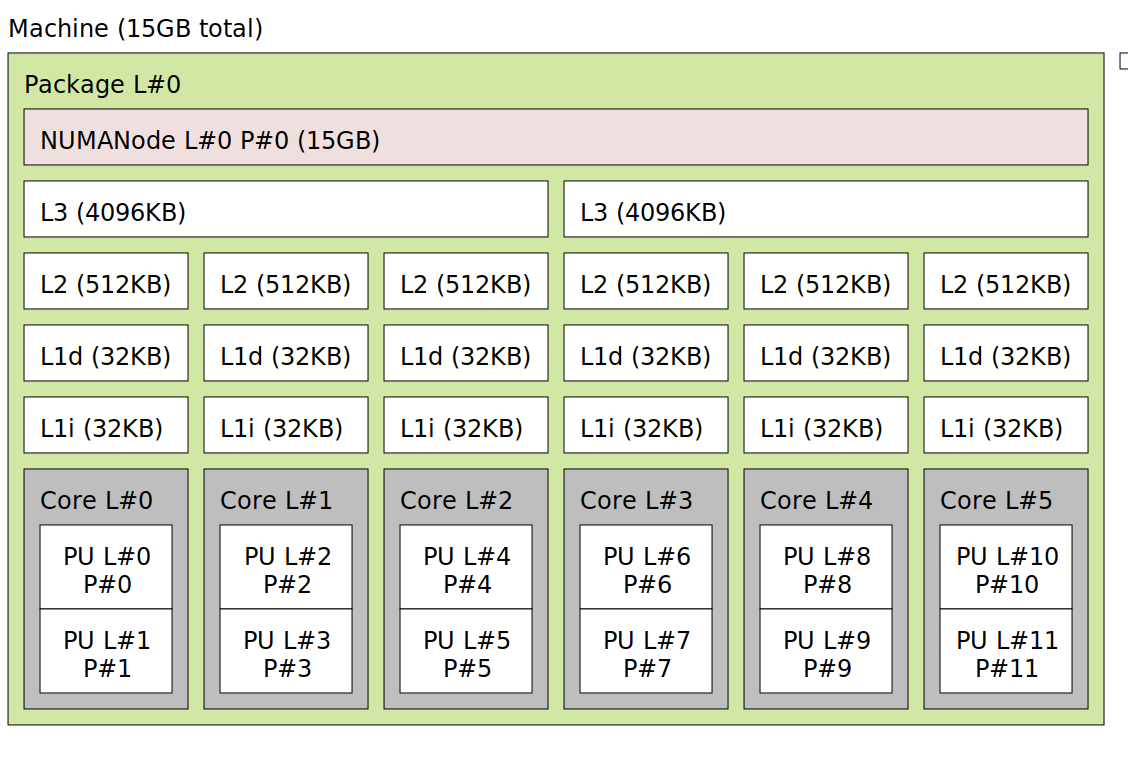 Machine (15GB total)
Package L#0
NUMANode L#0 P#0 (15GB)
L3 (4096KB) L3 (4096KB)
L2 (512KB) L2 (512KB) L2 (512KB) L2 (512KB) L2 (512KB) L2 (512KB)
L1d (32KB) L1d (32KB) L1d (32KB) L1d (32KB) L1d (32KB) L1d (32KB)
L1i (32KB) L1i (32KB) L1i (32KB) L1i (32KB) L1i (32KB) L1i (32KB)
Core L#0 Core L#1 Core L#2 Core L#3 Core L#4 Core L#5
PU L#0 PU L#2 PU L#4 PU L#6 PU L#8 PU L#10
P#0 P#2 P#4 P#6 P#8 P#10
PU L#1 PU L#3 PU L#5 PU L#7 PU L#9 PU L#11
P#1 P#3 P#5 P#7 P#9 P#11